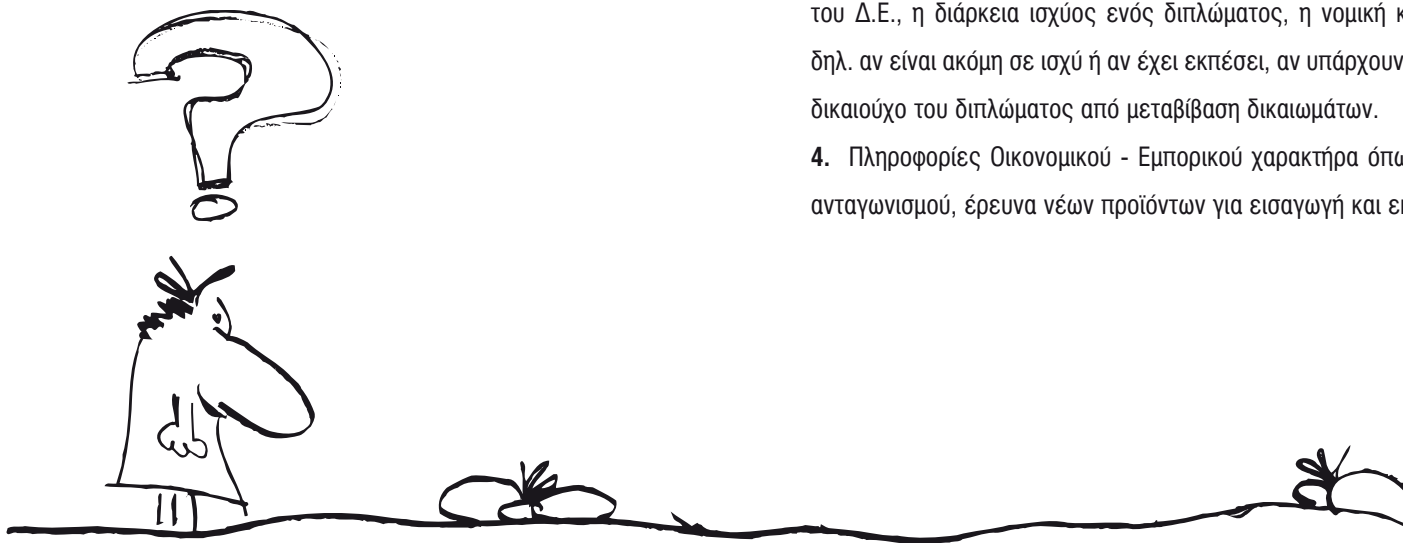 του Δ.Ε., η διάρκεια ισχύος ενός διπλώματος, η νομική
δηλ. αν είναι ακόμη σε ισχύ ή αν έχει εκπέσει, αν υπάρχουν
δικαιούχο του διπλώματος από μεταβίβαση δικαιωμάτων.
4. Πληροφορίες Οικονομικού - Εμπορικού χαρακτήρα
ανταγωνισμού, έρευνα νέων προϊόντων για εισαγωγή και